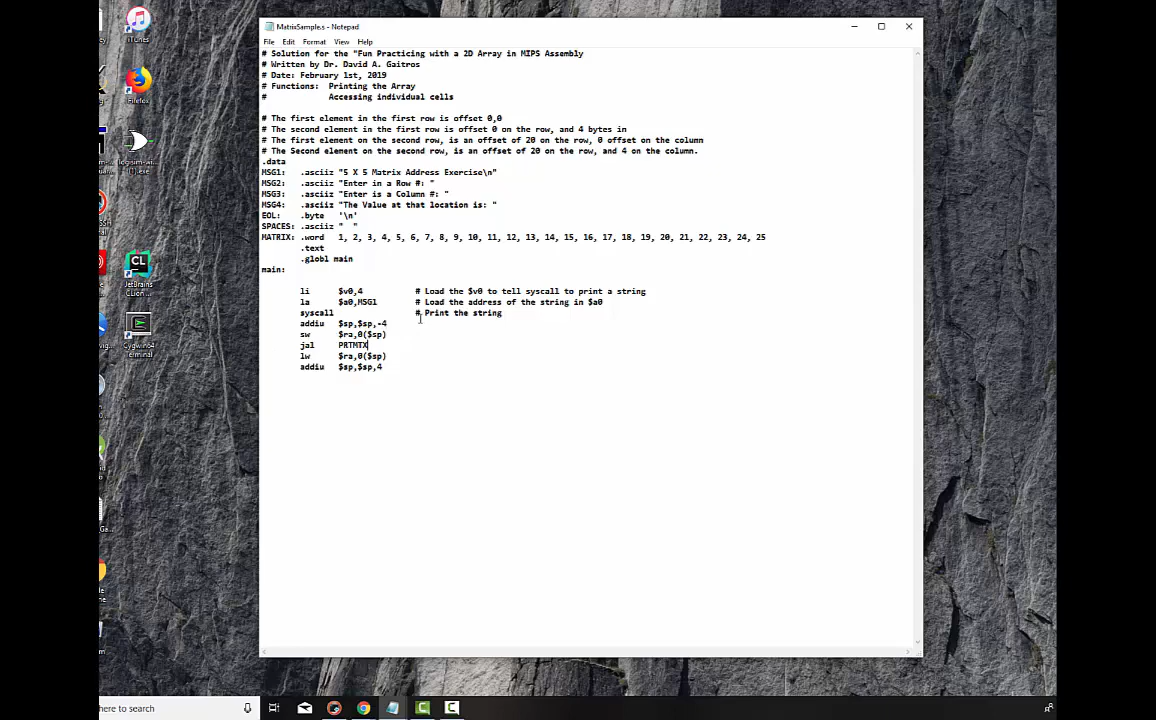 MatrixSample.s - Notepad
File Edit Format View Help
# Solution for the "Fun Practicing with a 2D Array in MIPS Assembly
# Written by Dr. David A. Gaitros
# Date: February 1st, 2019
# Functions: Printing the Array
# Accessing individual cells
# The first element in the first row is offset 0,0
# The second element in the first row is offset 0 on the row, and 4 bytes in
# The first element on the second row, is an offset of 20 on the row, 0 offset on the column
# The Second element on the second row, is an offset of 20 on the row, and 4 on the column.
.data
MSG1: .asciiz "5 X 5 Matrix Address Exercise\n"
MSG2: .asciiz "Enter in a Row #: "
MSG3: .asciiz "Enter is a Column #: "
MSG4: .asciiz "The Value at that location is: "
EOL: .byte '\n'
SPACES: .asciiz "  "
MATRIX: .word 1, 2, 3, 4, 5, 6, 7, 8, 9, 10, 11, 12, 13, 14, 15, 16, 17, 18, 19, 20, 21, 22, 23, 24, 25
.text
.globl main
main:
li $v0,4 # Load the $v0 to tell syscall to print a string
la $a0,MSG1 # Load the address of the string in $a0
syscall # Print the string
addiu $sp,$sp,-4
sw $ra,0($sp)
jal PRTMTX
lw $ra,0($sp)
addiu $sp,$sp,4
iTunes
Firefox
logisim-wi...
(1).exe
JetBrains
CLion
Cygwin64
Terminal
here to search